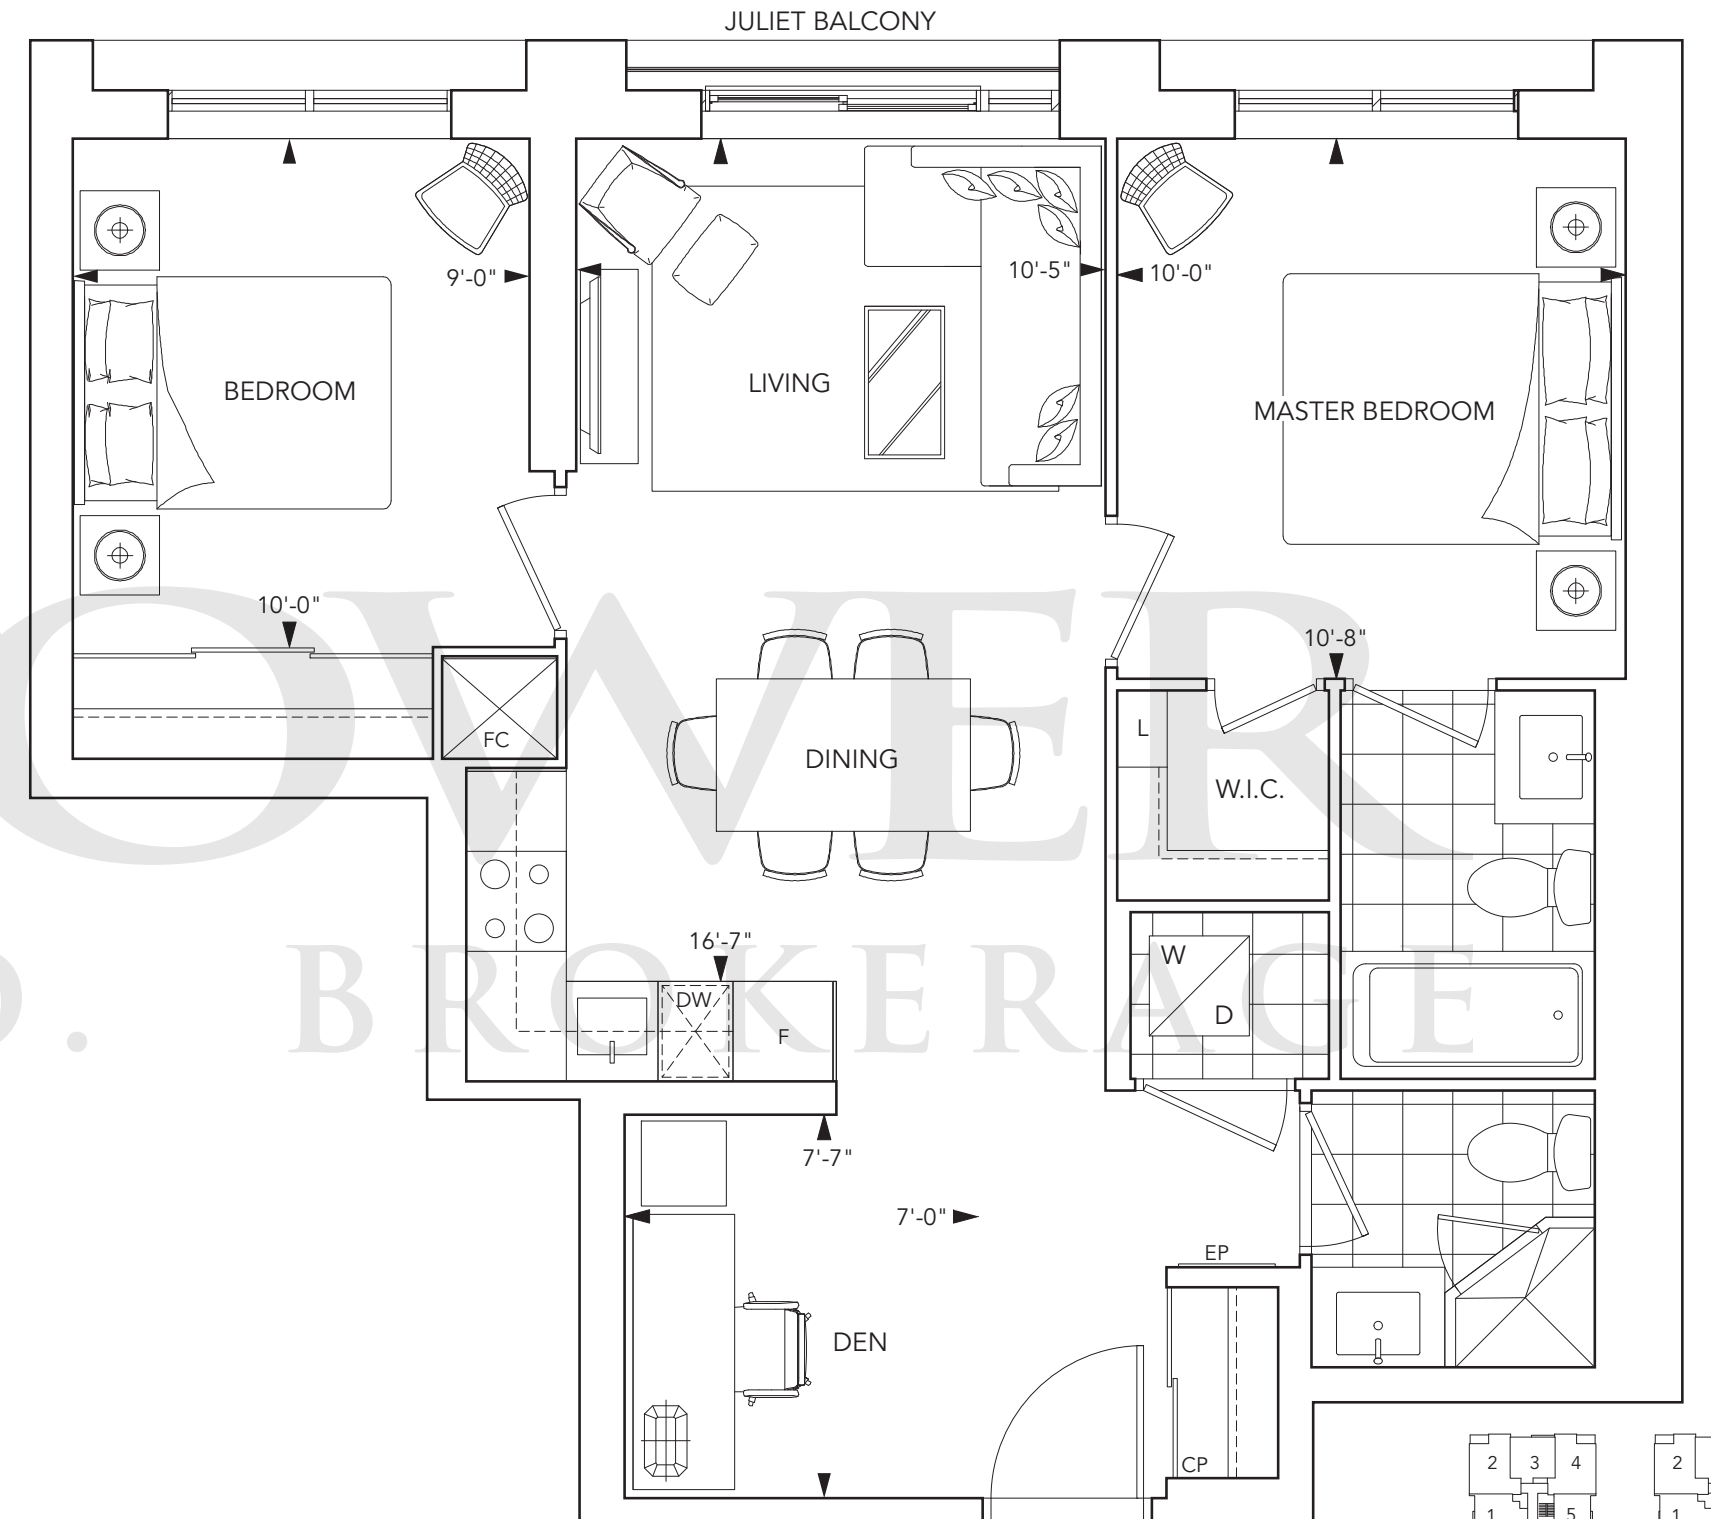 JULIET BALCONY
9'-0"
10'-5"
10'-0"
BEDROOM
LIVING
MASTER BEDROOM
10'-0"
10'-8"
FC
DINING
L
W.I.C.
OWER
16'-7"
W
D
DW
F
D. BROKERAGE
7'-7"
7'-0"
EP
DEN
CP
2 3 4
1 5
2
1